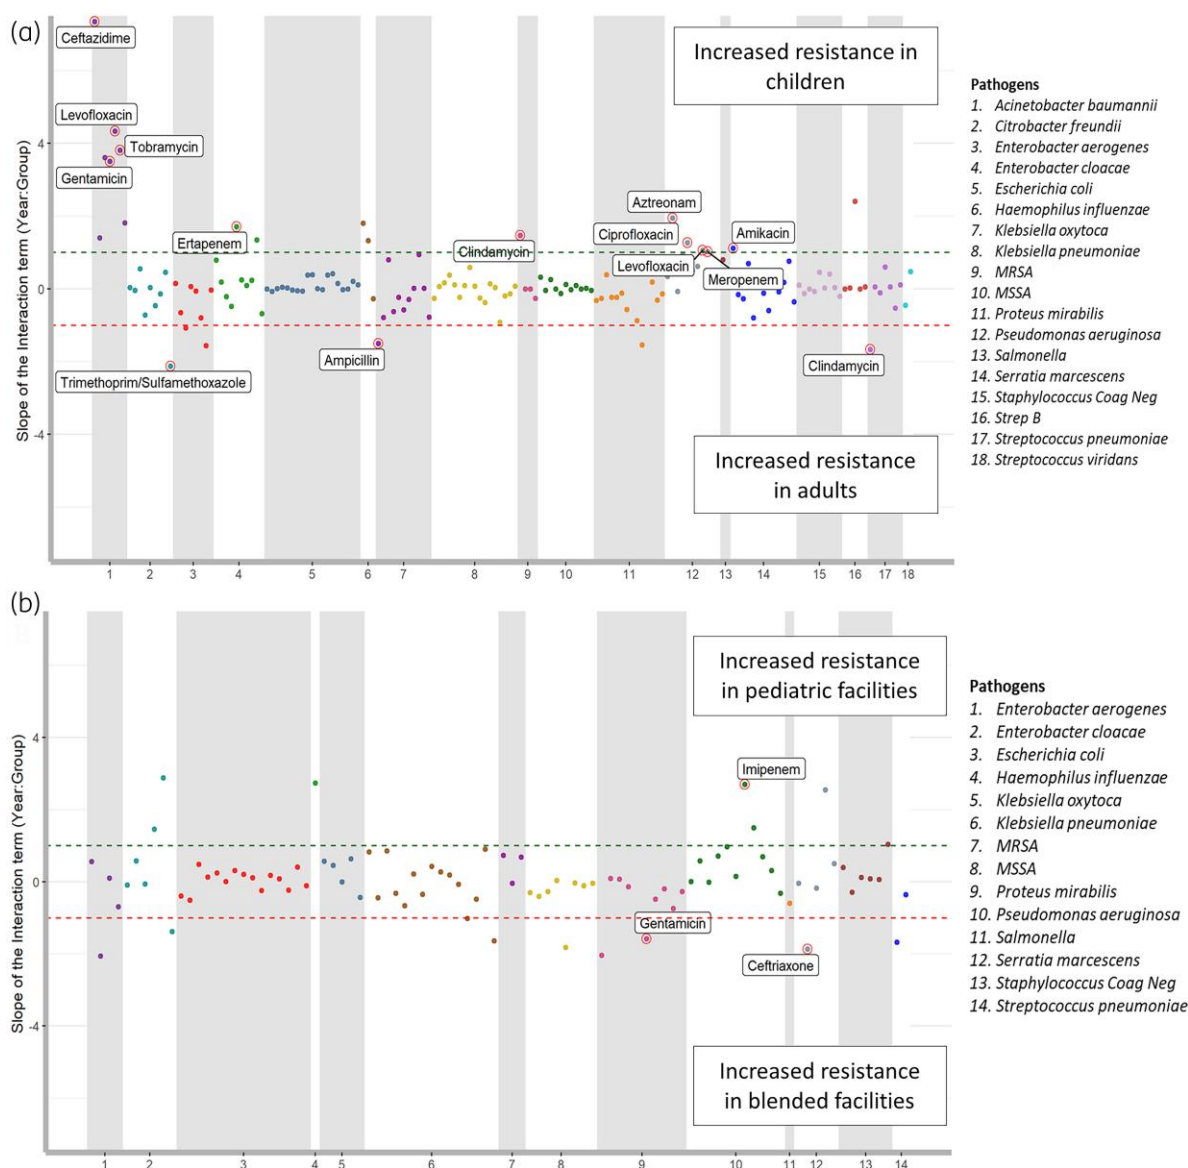 (a)
Ceftazidime
Levofloxacin
Tobramycin
Gentamicin
Ertapenem
Trimethoprim/Sulfamethoxazole
Ampicillin
Clindamycin
Aztreonam
Ciprofloxacin
Levofloxacin
Meropenem
Amikacin
Clindamycin
Increased resistance in
children
Increased resistance
in adults
Slope of the Interaction term (Year:Group)
4
0
-4
1 2 3 4 5 6 7 8 9 10 11 12 13 14 15 16 17 18
Pathogens
1. Acinetobacter baumannii
2. Citrobacter freundii
3. Enterobacter aerogenes
4. Enterobacter cloacae
5. Escherichia coli
6. Haemophilus influenzae
7. Klebsiella oxytoca
8. Klebsiella pneumoniae
9. MRSA
10. MSSA
11. Proteus mirabilis
12. Pseudomonas aeruginosa
13. Salmonella
14. Serratia marcescens
15. Staphylococcus Coag Neg
16. Strep B
17. Streptococcus pneumoniae
18. Streptococcus viridans
(b)
Increased resistance
in pediatric facilities
Imipenem
Gentamicin
Ceftriaxone
Increased resistance
in blended facilities
Slope of the Interaction term (Year:Group)
4
0
-4
1 2 3 4 5 6 7 8 9 10 11 12 13 14
Pathogens
1. Enterobacter aerogenes
2. Enterobacter cloacae
3. Escherichia coli
4. Haemophilus influenzae
5. Klebsiella oxytoca
6. Klebsiella pneumoniae
7. MRSA
8. MSSA
9. Proteus mirabilis
10. Pseudomonas aeruginosa
11. Salmonella
12. Serratia marcescens
13. Staphylococcus Coag Neg
14. Streptococcus pneumoniae